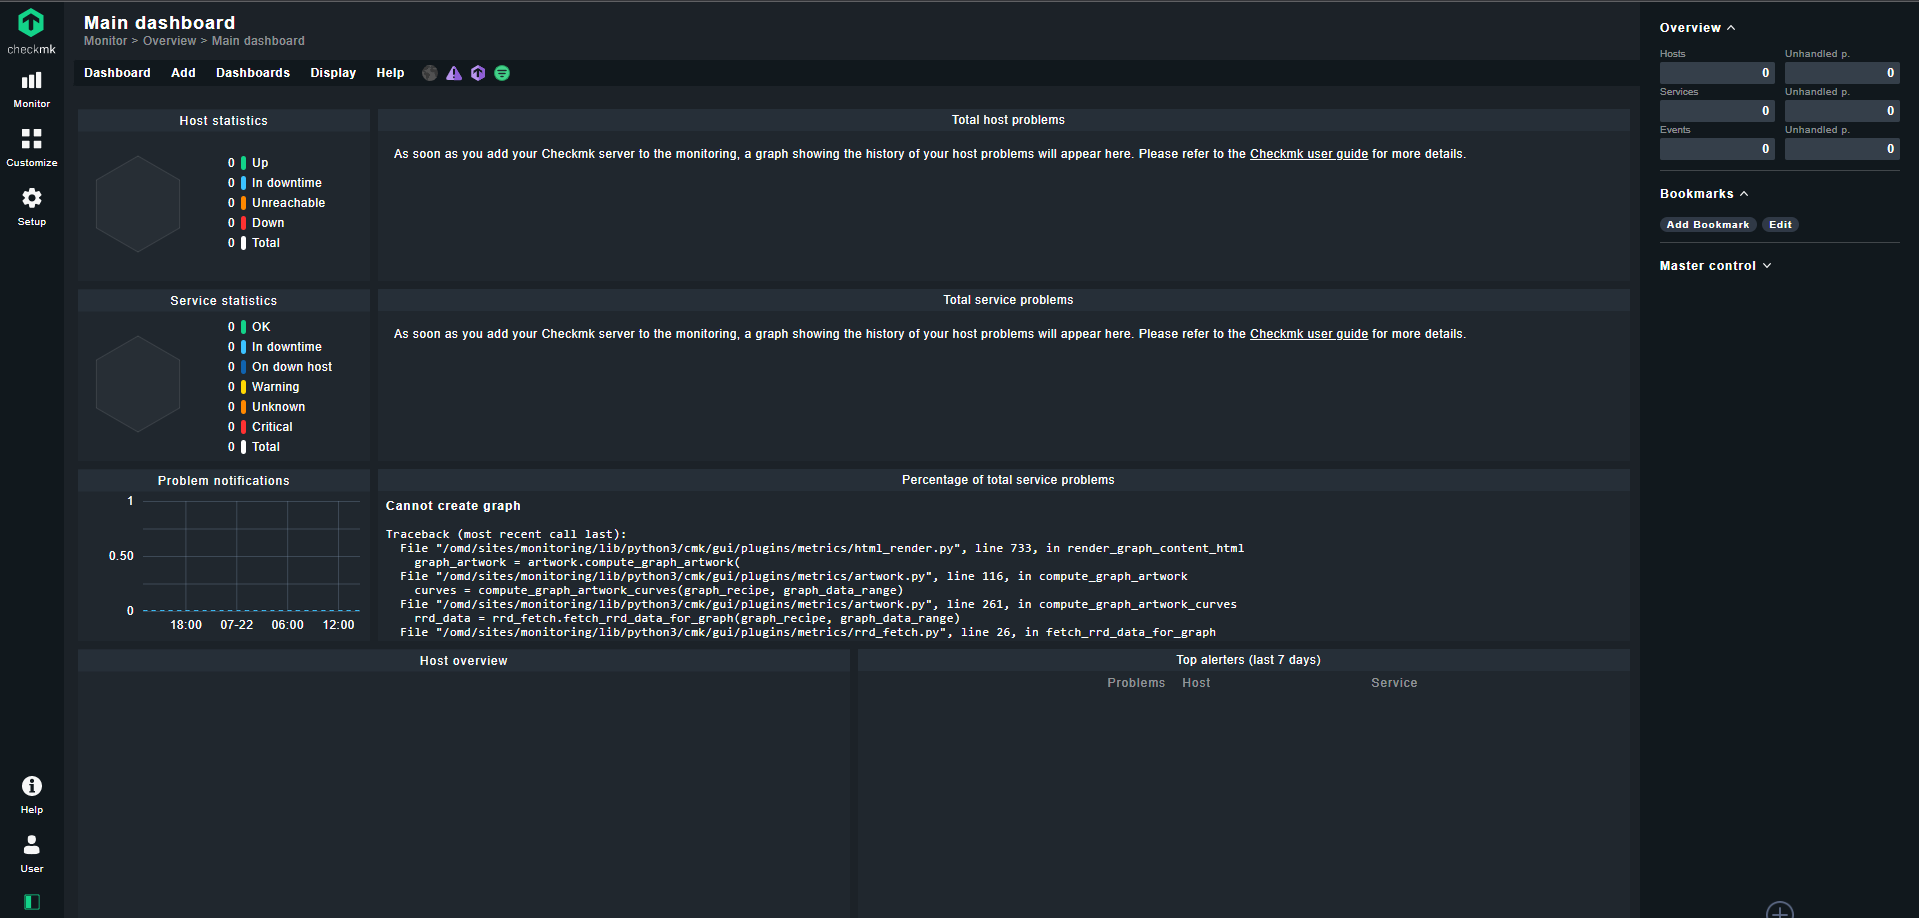 checkmk
Monitor
Customize
Setup
Help
User
Main dashboard
Monitor > Overview > Main dashboard
Dashboard Add Dashboards Display Help
Host statistics
0 Up
0 In downtime
0 Unreachable
0 Down
0 Total
Total host problems
As soon as you add your Checkmk server to the monitoring, a graph showing the history of your host problems will appear here. Please refer to the Checkmk user guide for more details.
Service statistics
0 OK
0 In downtime
0 On down host
0 Warning
0 Unknown
0 Critical
0 Total
Total service problems
As soon as you add your Checkmk server to the monitoring, a graph showing the history of your host problems will appear here. Please refer to the Checkmk user guide for more details.
Problem notifications
1
0.50
0
18:00 07-22 06:00 12:00
Percentage of total service problems
Cannot create graph
Traceback (most recent call last):
File "/omd/sites/monitoring/lib/python3/cmk/gui/plugins/metrics/html_render.py", line 733, in render_graph_content_html
graph_artwork = artwork.compute_graph_artwork(
File "/omd/sites/monitoring/lib/python3/cmk/gui/plugins/metrics/artwork.py", line 116, in compute_graph_artwork
curves = compute_graph_artwork_curves(graph_recipe, graph_data_range)
File "/omd/sites/monitoring/lib/python3/cmk/gui/plugins/metrics/artwork.py", line 261, in compute_graph_artwork_curves
rrd_data = rrd_fetch.fetch_rrd_data_for_graph(graph_recipe, graph_data_range)
File "/omd/sites/monitoring/lib/python3/cmk/gui/plugins/metrics/rrd_fetch.py", line 26, in fetch_rrd_data_for_graph
Host overview
Top alerters (last 7 days)
Problems Host Service
Overview
Hosts Unhandled p.
0 0
Services Unhandled p.
0 0
Events Unhandled p.
0 0
Bookmarks
Add Bookmark Edit
Master control